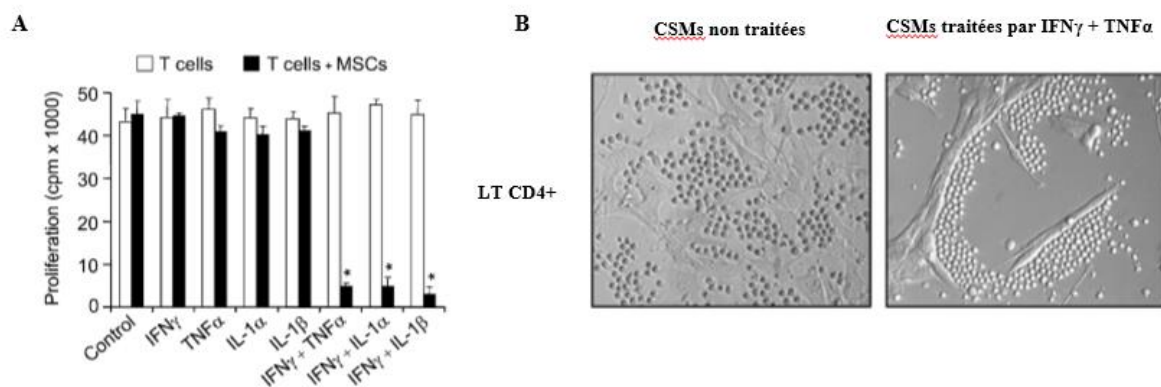 A
T cells T cells + MSCs
Proliferation (cpm x 1000)
50
40
30
20
10
0
Control
IFNγ
TNFα
IL-1α
IL-1β
IFNγ + TNFα
IFNγ + IL-1α
IFNγ + IL-1β
* * *
B
CSMs non traitées
CSMs traitées par IFNγ + TNFα
LT CD4+